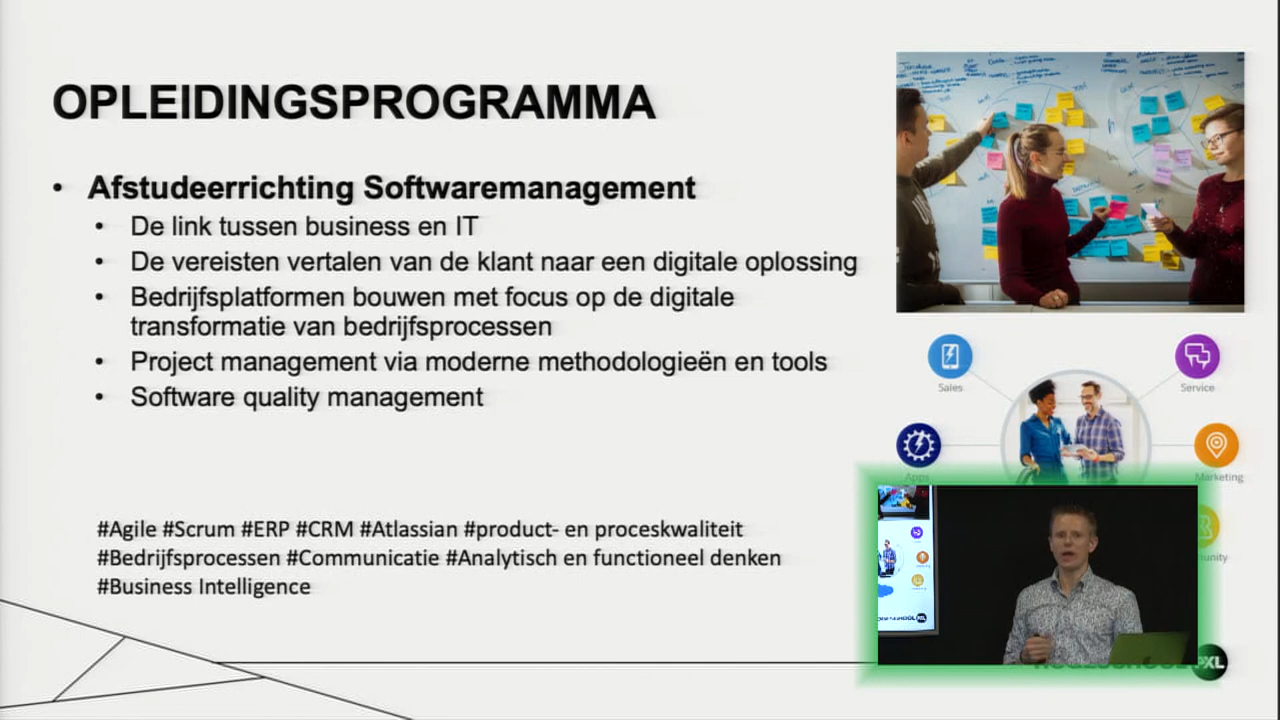 OPLEIDINGSPROGRAMMA
• Afstudeerrichting Softwaremanagement
• De link tussen business en IT
• De vereisten vertalen van de klant naar een digitale oplossing
• Bedrijfsplatformen bouwen met focus op de digitale
transformatie van bedrijfsprocessen
• Project management via moderne methodologieën en tools
• Software quality management
#Agile #Scrum #ERP #CRM #Atlassian #product- en proceskwaliteit
#Bedrijfsprocessen #Communicatie #Analytisch en functioneel denken
#Business Intelligence
Sales
Service
Apps
Marketing
PXL